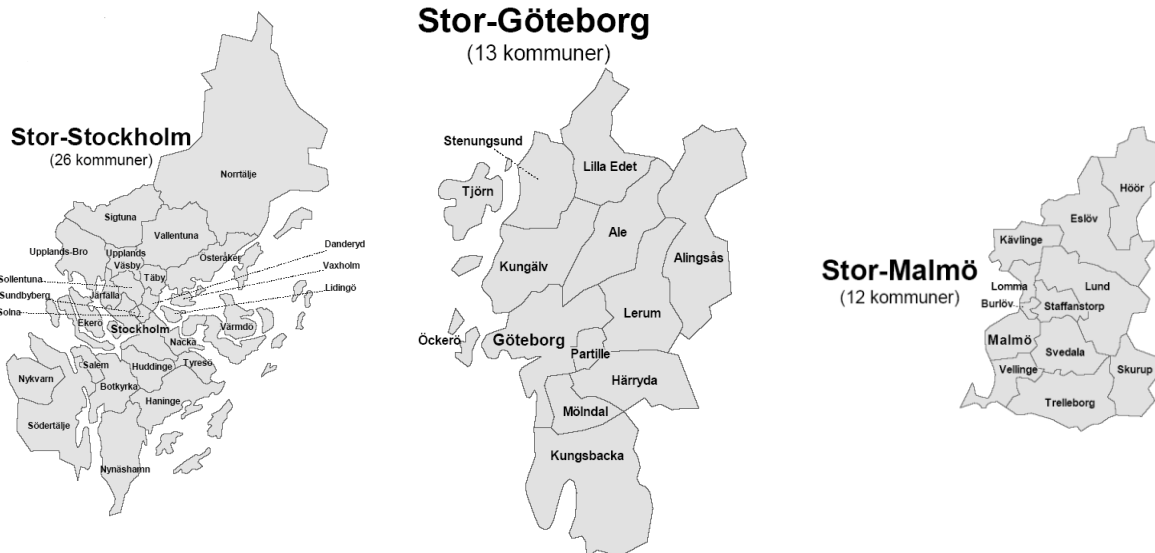 Stor-Stockholm
(26 kommuner)
Norrtälje
Sigtuna
Vallentuna
Upplands-Bro
Upplands
Väsby
Österåker
Danderyd
Täby
Vaxholm
Sollentuna
Järfälla
Lidingö
Sundbyberg
Solna
Ekerö
Stockholm
Värmdö
Nacka
Salem
Huddinge
Tyresö
Nykvarn
Botkyrka
Haninge
Södertälje
Nynäshamn
Stor-Göteborg
(13 kommuner)
Stenungsund
Lilla Edet
Tjörn
Ale
Alingsås
Kungälv
Lerum
Öckerö
Göteborg
Partille
Härryda
Mölndal
Kungsbacka
Stor-Malmö
(12 kommuner)
Höör
Eslöv
Kävlinge
Lomma
Lund
Burlöv
Staffanstorp
Malmö
Svedala
Vellinge
Skurup
Trelleborg